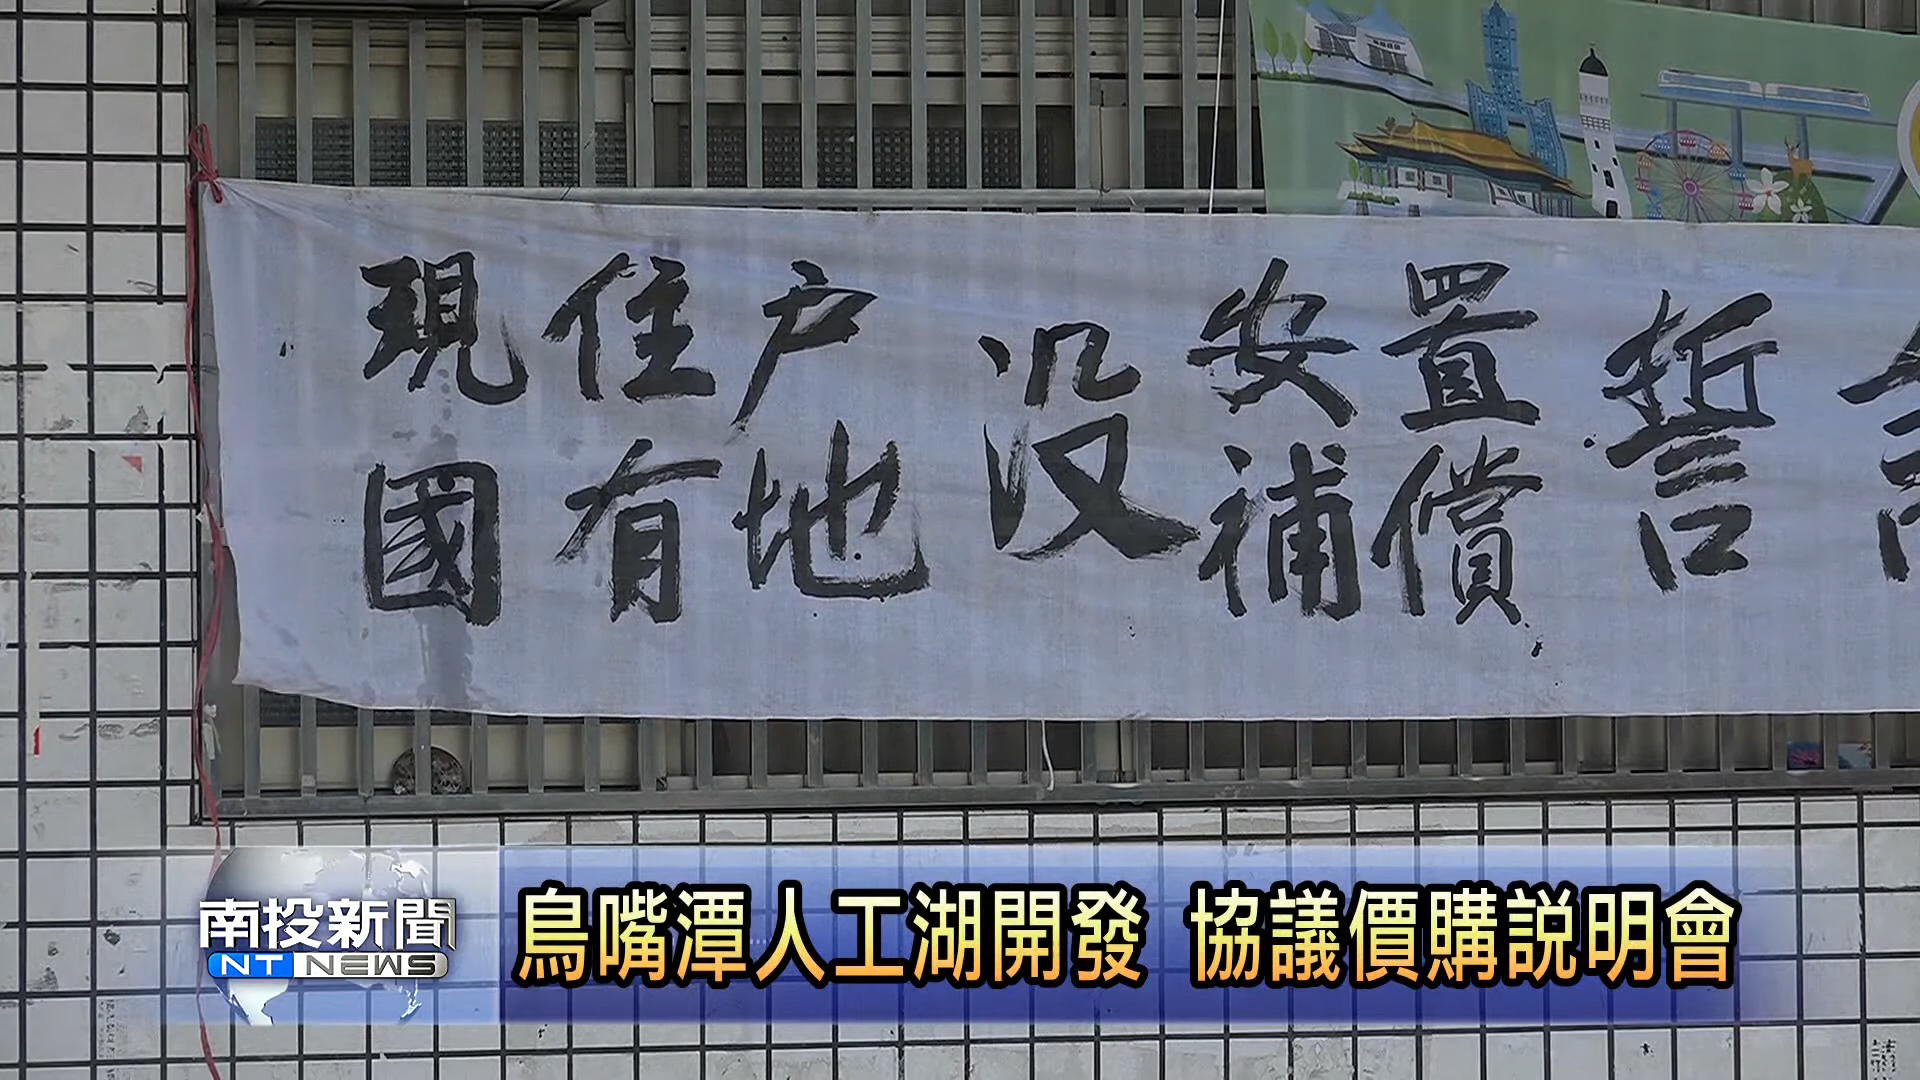 現住戶 沒 安置 誓
國有地 沒 補償
南投新聞
NT NEWS
鳥嘴潭人工湖開發 協議價購說明會